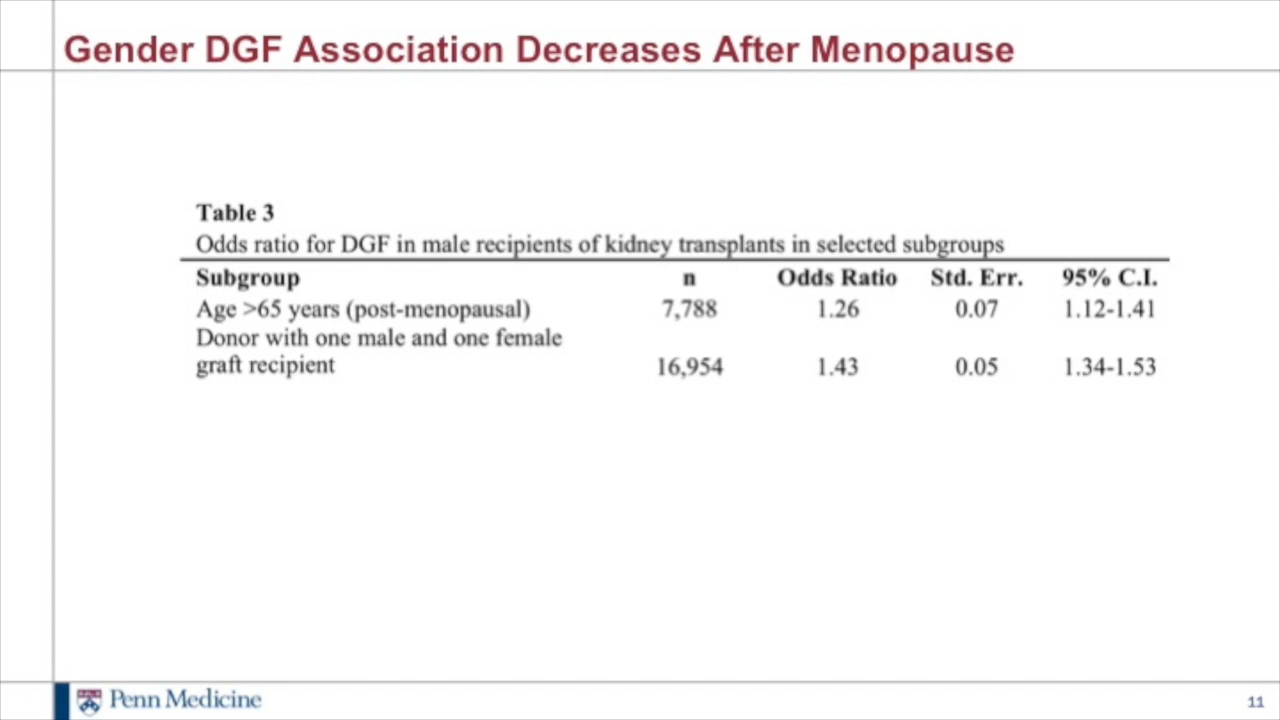 Gender DGF Association Decreases After Menopause
Table 3
Odds ratio for DGF in male recipients of kidney transplants in selected subgroups
Subgroup n Odds Ratio Std. Err. 95% C.I.
Age >65 years (post-menopausal) 7,788 1.26 0.07 1.12-1.41
Donor with one male and one female
graft recipient 16,954 1.43 0.05 1.34-1.53
Penn Medicine
11